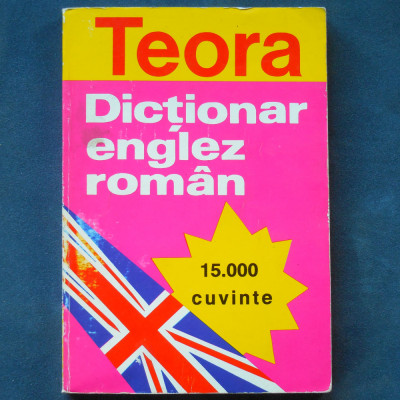 Teora
Dicționar
englez
român
15.000
cuvinte